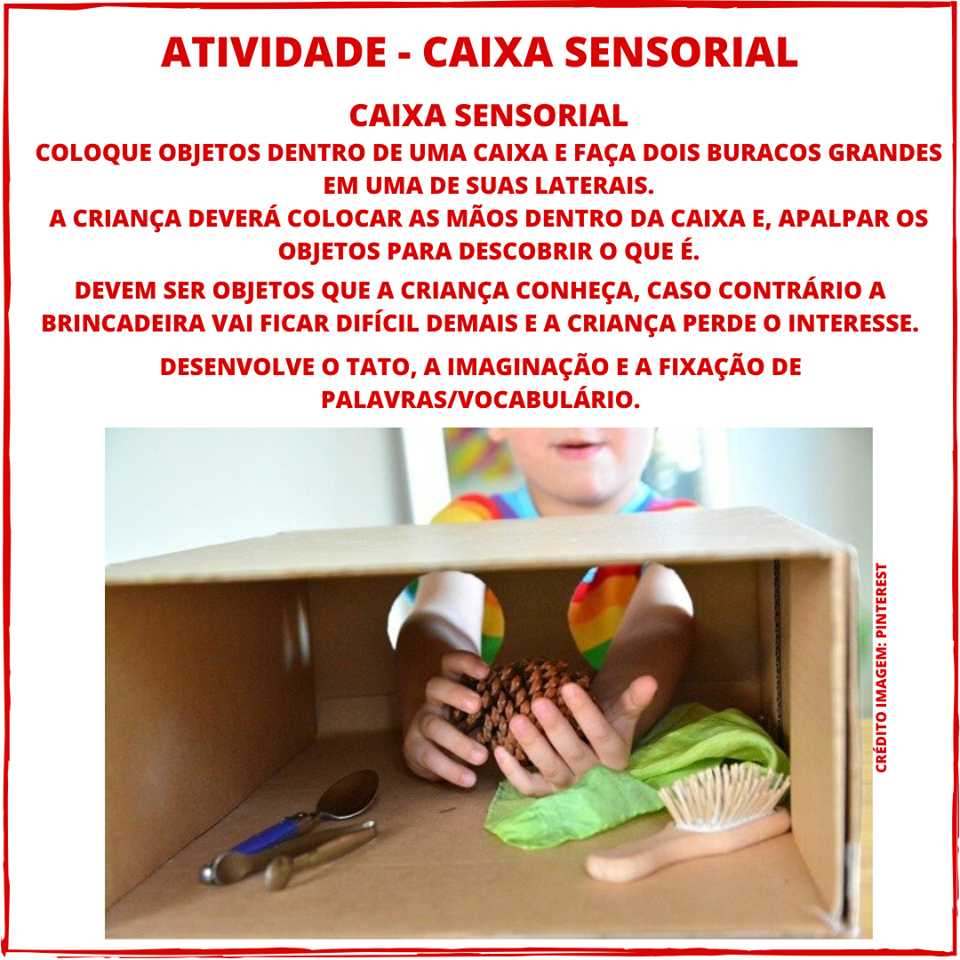 ATIVIDADE - CAIXA SENSORIAL
CAIXA SENSORIAL
COLOQUE OBJETOS DENTRO DE UMA CAIXA E FAÇA DOIS BURACOS GRANDES
EM UMA DE SUAS LATERAIS.
A CRIANÇA DEVERÁ COLOCAR AS MÃOS DENTRO DA CAIXA E, APALPAR OS
OBJETOS PARA DESCOBRIR O QUE É.
DEVEM SER OBJETOS QUE A CRIANÇA CONHEÇA, CASO CONTRÁRIO A
BRINCADEIRA VAI FICAR DIFÍCIL DEMAIS E A CRIANÇA PERDE O INTERESSE.
DESENVOLVE O TATO, A IMAGINAÇÃO E A FIXAÇÃO DE
PALAVRAS/VOCABULÁRIO.
CRÉDITO IMAGEM: PINTEREST